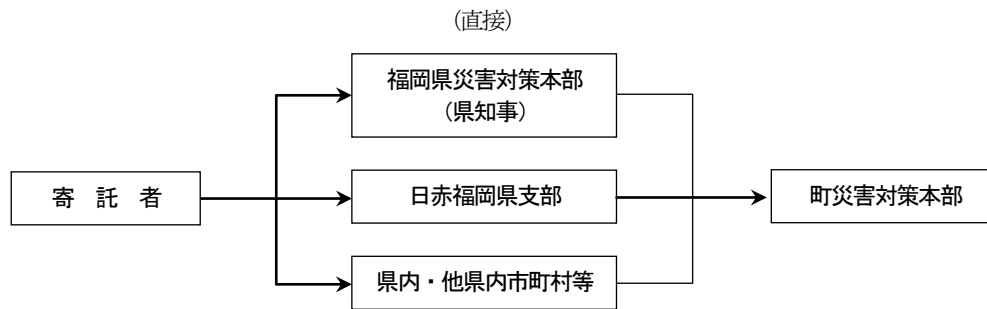 （直接）
福岡県災害対策本部
（県知事）
寄　託　者
日赤福岡県支部
町災害対策本部
県内・他県内市町村等